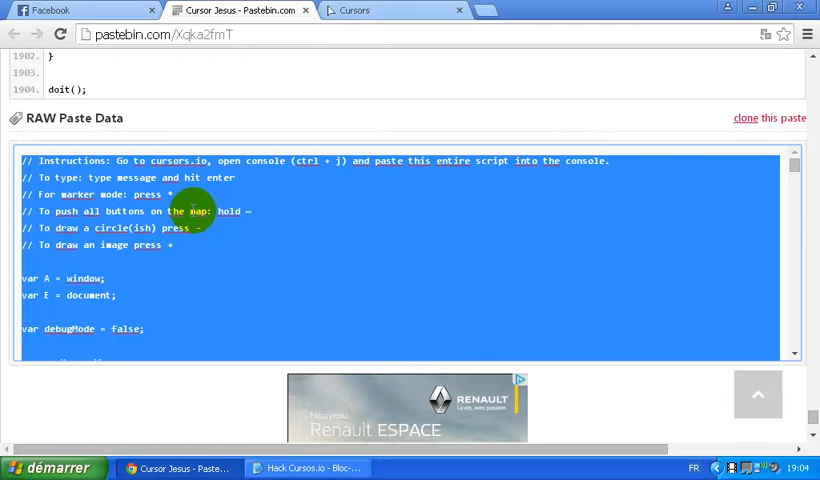 Facebook
Cursor Jesus - Pastebin.com
Cursors
pastebin.com/Xqka2fmT
1902. }
1903.
1904. doit();
RAW Paste Data
clone this paste
// Instructions: Go to cursors.io, open console (ctrl + j) and paste this entire script into the console.
// To type: type message and hit enter
// For marker mode: press *
// To push all buttons on the map: hold ~
// To draw a circle(ish) press -
// To draw an image press +
var A = window;
var E = document;
var debugMode = false;
RENAULT
La vie, avec passion
Nouveau
Renault ESPACE
démarrer
Cursor Jesus - Paste...
Hack Cursos.io - Bloc-...
FR
19:04